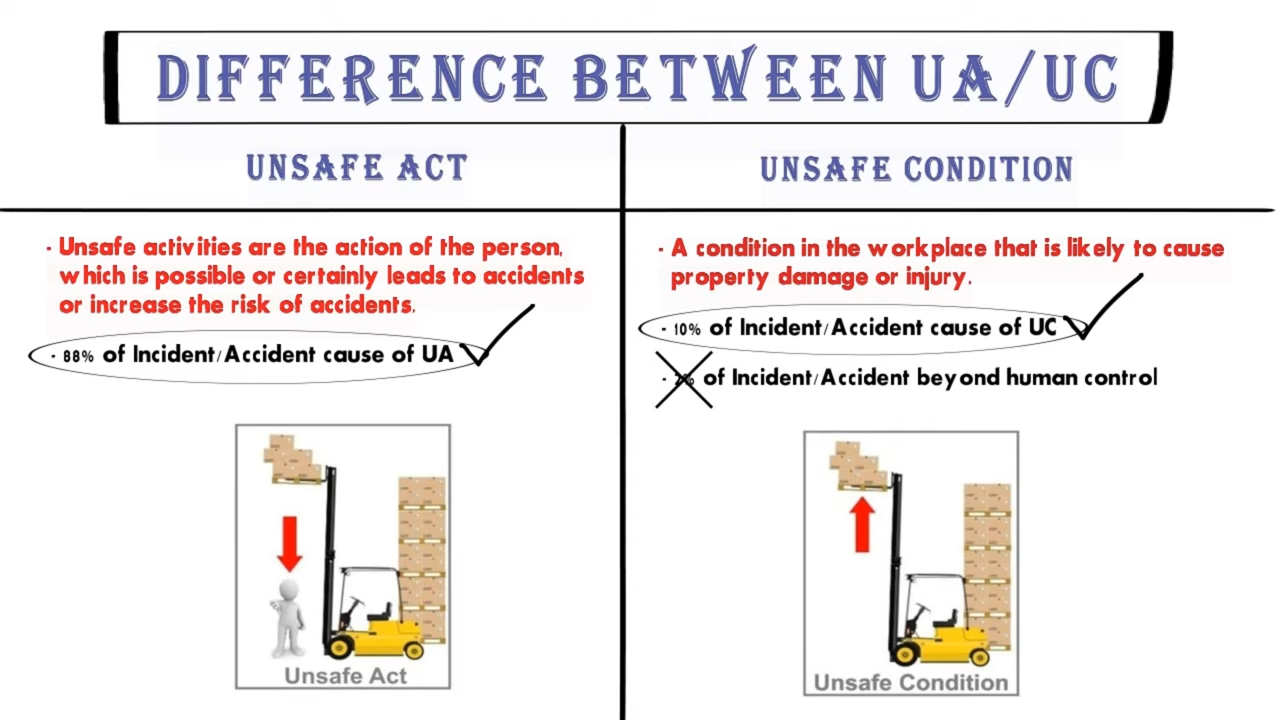 DIFFERENCE BETWEEN UA/UC
UNSAFE ACT
- Unsafe activities are the action of the person,
which is possible or certainly leads to accidents
or increase the risk of accidents.
- 88% of Incident/Accident cause of UA
Unsafe Act
UNSAFE CONDITION
- A condition in the workplace that is likely to cause
property damage or injury.
- 10% of Incident/Accident cause of UC
- 2% of Incident/Accident beyond human control
Unsafe Condition